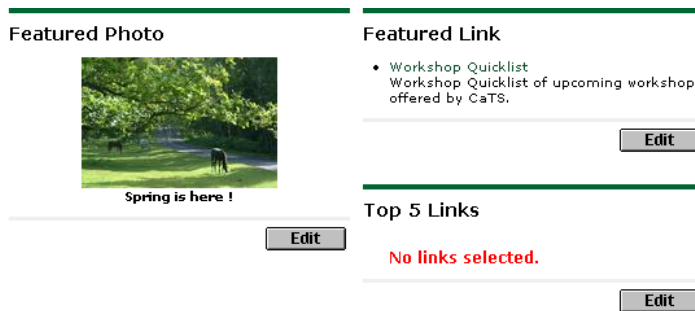 Featured Photo
Spring is here !
Edit
Featured Link
Workshop Quicklist
Workshop Quicklist of upcoming workshop
offered by CaTS.
Edit
Top 5 Links
No links selected.
Edit